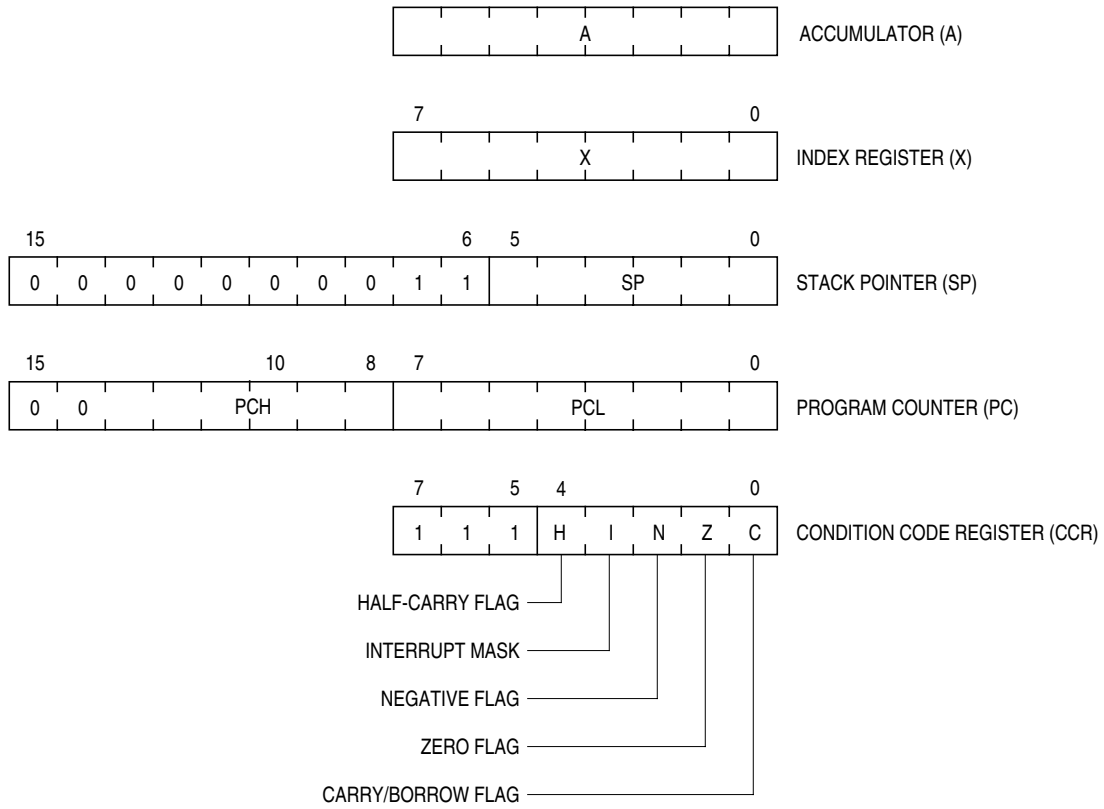 A ACCUMULATOR (A)
7 0
X INDEX REGISTER (X)
15 6 5 0
0 0 0 0 0 0 0 0 1 1 SP STACK POINTER (SP)
15 10 8 7 0
0 0 PCH PCL PROGRAM COUNTER (PC)
7 5 4 0
1 1 1 H I N Z C CONDITION CODE REGISTER (CCR)
HALF-CARRY FLAG
INTERRUPT MASK
NEGATIVE FLAG
ZERO FLAG
CARRY/BORROW FLAG